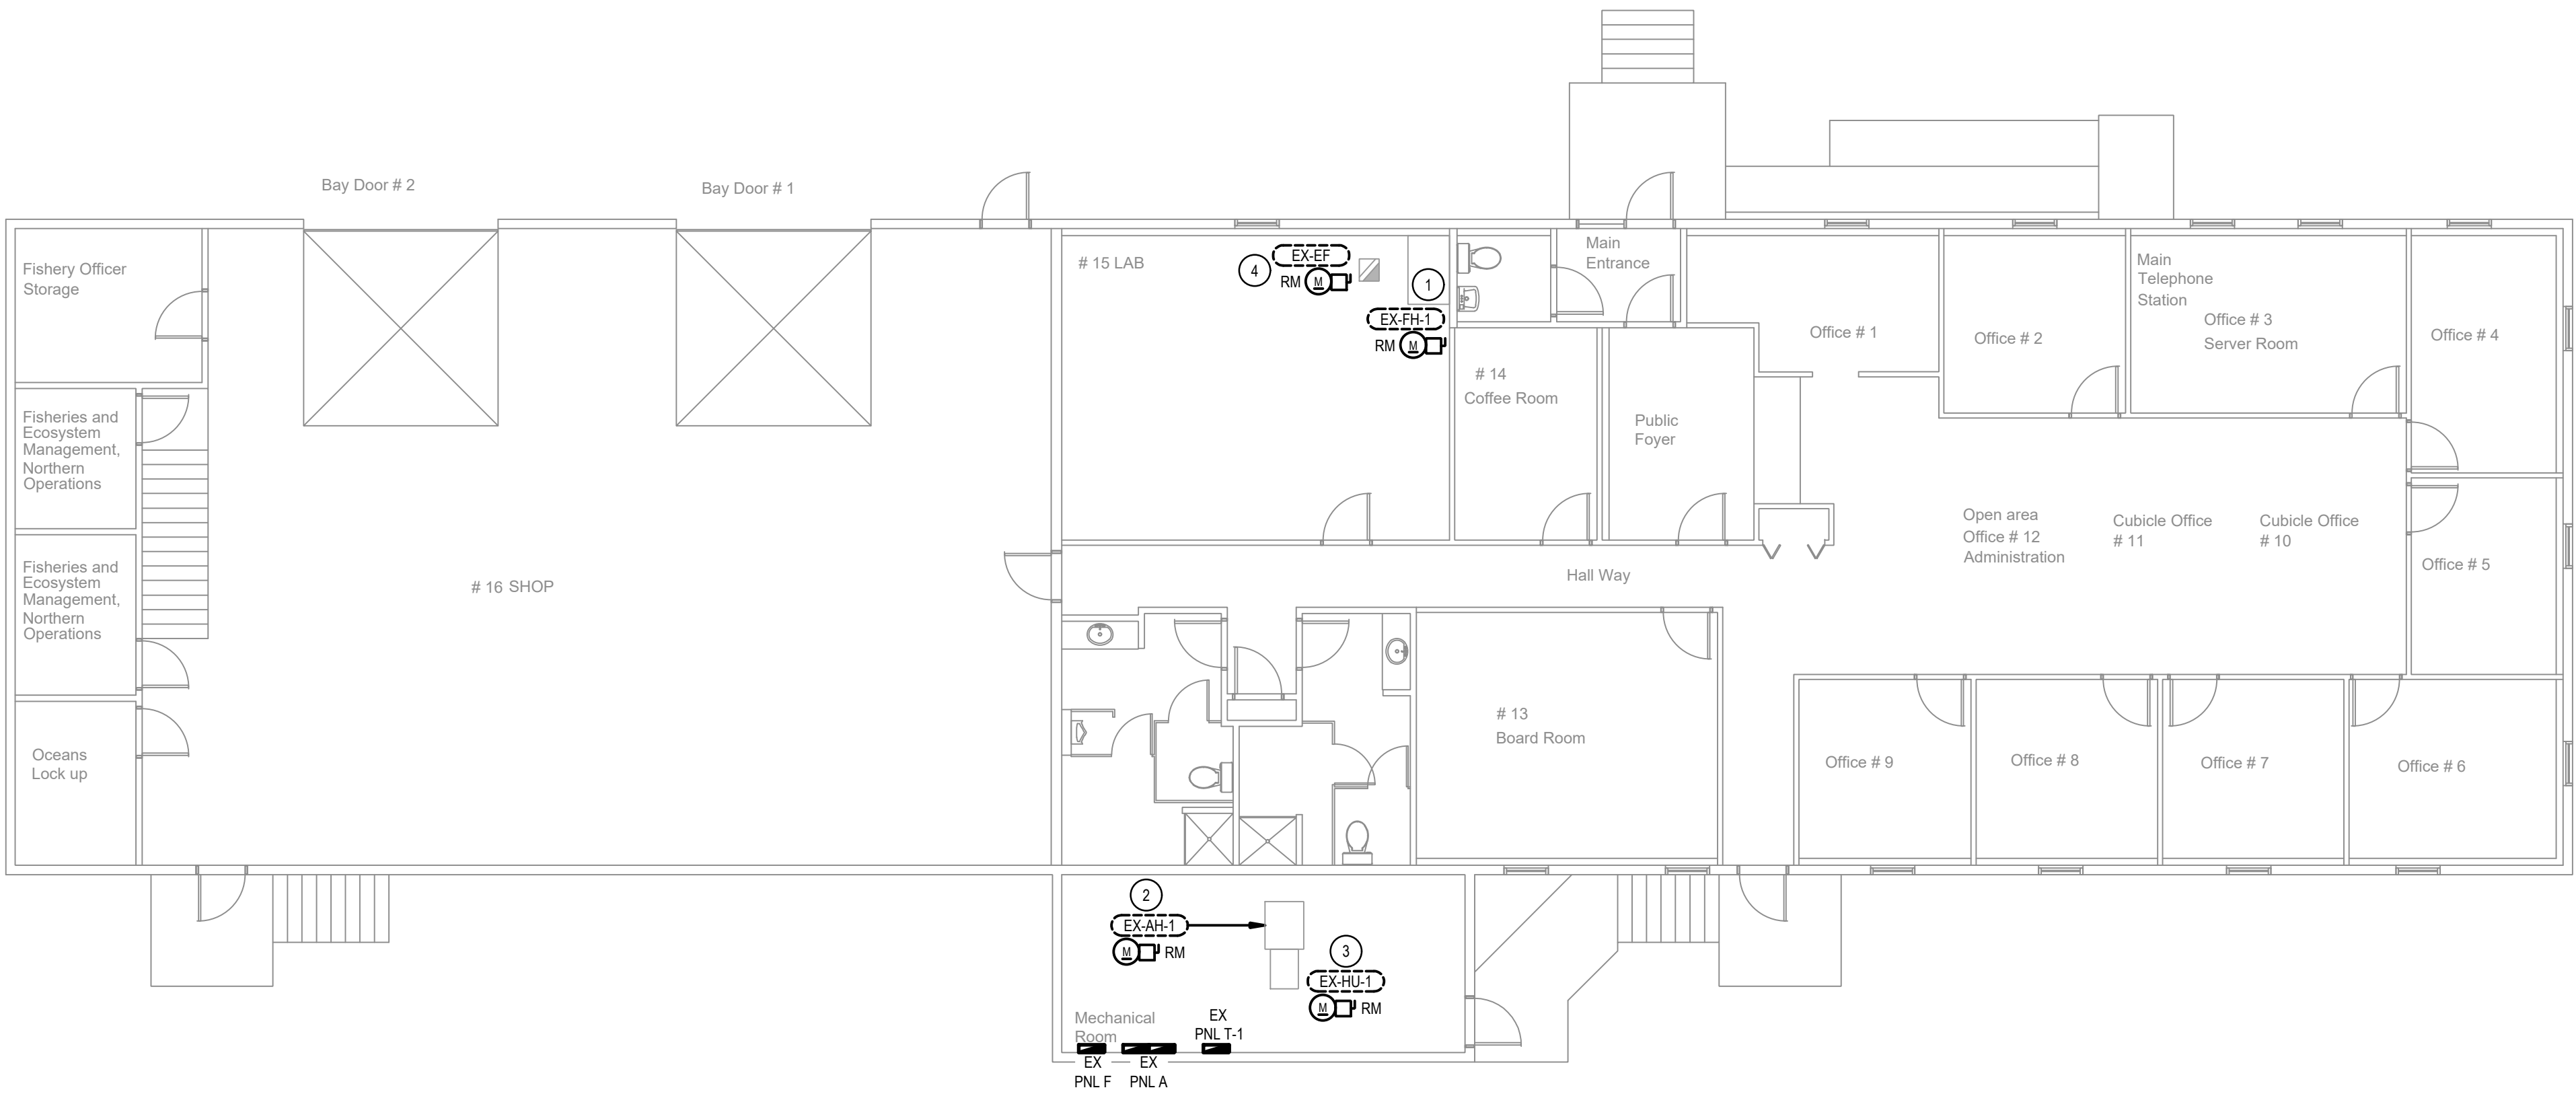 Bay Door # 2
Bay Door # 1
Fishery Officer
Storage
Fisheries and
Ecosystem
Management,
Northern
Operations
Fisheries and
Ecosystem
Management,
Northern
Operations
Oceans
Lock up
# 16 SHOP
# 15 LAB
4
EX-EF
RM
M
1
EX-FH-1
RM
M
Main
Entrance
# 14
Coffee Room
Public
Foyer
Office # 1
Office # 2
Main
Telephone
Station
Office # 3
Server Room
Office # 4
Open area
Office # 12
Administration
Cubicle Office
# 11
Cubicle Office
# 10
Office # 5
Hall Way
# 13
Board Room
Office # 9
Office # 8
Office # 7
Office # 6
2
EX-AH-1
M
RM
3
EX-HU-1
M
RM
Mechanical
Room
EX
PNL T-1
EX
PNL F
EX
PNL A